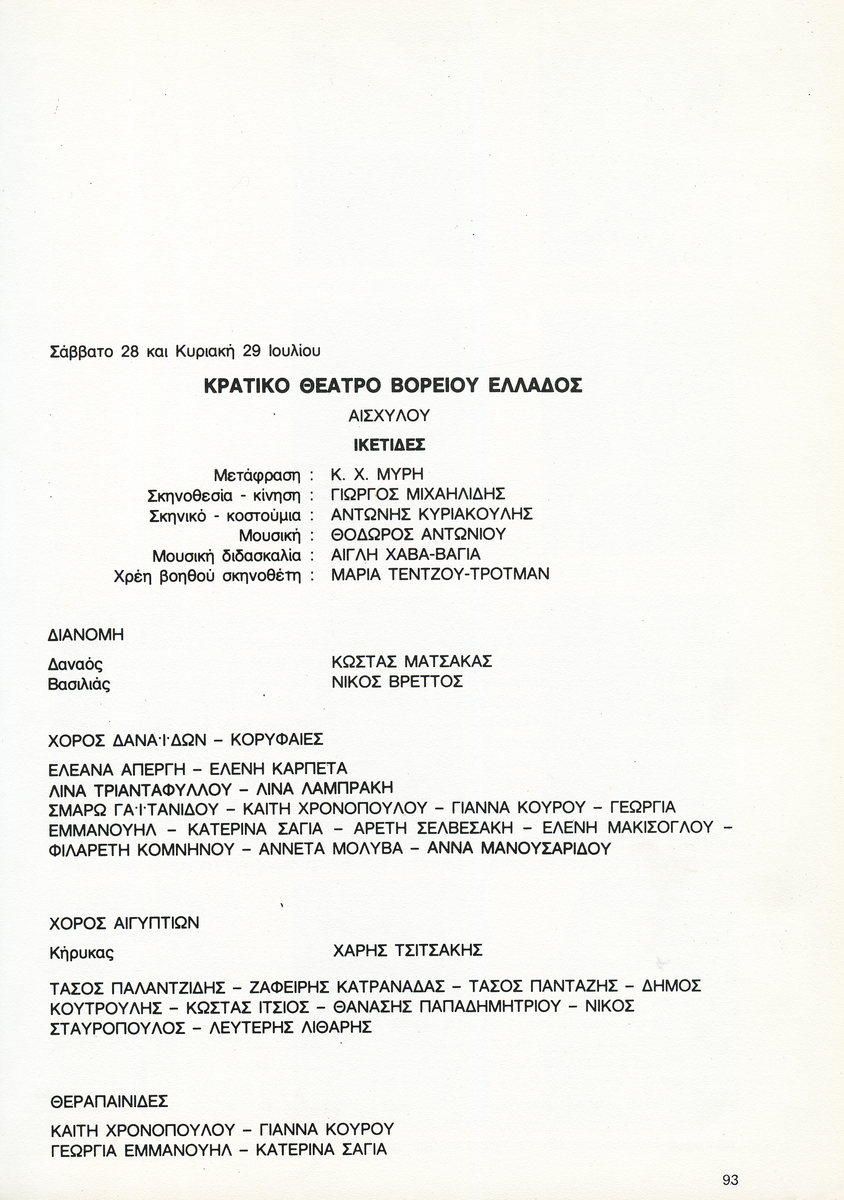 Σάββατο 28 και Κυριακή 29 Ιουλίου
ΚΡΑΤΙΚΟ ΘΕΑΤΡΟ ΒΟΡΕΙΟΥ ΕΛΛΑΔΟΣ
ΑΙΣΧΥΛΟΥ
ΙΚΕΤΙΔΕΣ
Μετάφραση : Κ. Χ. ΜΥΡΗ
Σκηνοθεσία - κίνηση : ΓΙΩΡΓΟΣ ΜΙΧΑΗΛΙΔΗΣ
Σκηνικό - κοστούμια : ΑΝΤΩΝΗΣ ΚΥΡΙΑΚΟΥΛΗΣ
Μουσική : ΘΟΔΩΡΟΣ ΑΝΤΩΝΙΟΥ
Μουσική διδασκαλία : ΑΙΓΛΗ ΧΑΒΑ-ΒΑΓΙΑ
Χρέη βοηθού σκηνοθέτη : ΜΑΡΙΑ ΤΕΝΤΖΟΥ-ΤΡΟΤΜΑΝ
ΔΙΑΝΟΜΗ
Δαναός ΚΩΣΤΑΣ ΜΑΤΣΑΚΑΣ
Βασιλιάς ΝΙΚΟΣ ΒΡΕΤΤΟΣ
ΧΟΡΟΣ ΔΑΝΑΪΔΩΝ – ΚΟΡΥΦΑΙΕΣ
ΕΛΕΑΝΑ ΑΠΕΡΓΗ – ΕΛΕΝΗ ΚΑΡΠΕΤΑ
ΛΙΝΑ ΤΡΙΑΝΤΑΦΥΛΛΟΥ – ΛΙΝΑ ΛΑΜΠΡΑΚΗ
ΣΜΑΡΩ ΓΑΪΤΑΝΙΔΟΥ – ΚΑΙΤΗ ΧΡΟΝΟΠΟΥΛΟΥ – ΓΙΑΝΝΑ ΚΟΥΡΟΥ – ΓΕΩΡΓΙΑ
ΕΜΜΑΝΟΥΗΛ – ΚΑΤΕΡΙΝΑ ΣΑΓΙΑ – ΑΡΕΤΗ ΣΕΛΒΕΣΑΚΗ – ΕΛΕΝΗ ΜΑΚΙΣΟΓΛΟΥ –
ΦΙΛΑΡΕΤΗ ΚΟΜΝΗΝΟΥ – ΑΝΝΕΤΑ ΜΟΛΥΒΑ – ΑΝΝΑ ΜΑΝΟΥΣΑΡΙΔΟΥ
ΧΟΡΟΣ ΑΙΓΥΠΤΙΩΝ
Κήρυκας ΧΑΡΗΣ ΤΣΙΤΣΑΚΗΣ
ΤΑΣΟΣ ΠΑΛΑΝΤΖΙΔΗΣ – ΖΑΦΕΙΡΗΣ ΚΑΤΡΑΝΑΔΑΣ – ΤΑΣΟΣ ΠΑΝΤΑΖΗΣ – ΔΗΜΟΣ
ΚΟΥΤΡΟΥΛΗΣ – ΚΩΣΤΑΣ ΙΤΣΙΟΣ – ΘΑΝΑΣΗΣ ΠΑΠΑΔΗΜΗΤΡΙΟΥ – ΝΙΚΟΣ
ΣΤΑΥΡΟΠΟΥΛΟΣ – ΛΕΥΤΕΡΗΣ ΛΙΘΑΡΗΣ
ΘΕΡΑΠΑΙΝΙΔΕΣ
ΚΑΙΤΗ ΧΡΟΝΟΠΟΥΛΟΥ – ΓΙΑΝΝΑ ΚΟΥΡΟΥ
ΓΕΩΡΓΙΑ ΕΜΜΑΝΟΥΗΛ – ΚΑΤΕΡΙΝΑ ΣΑΓΙΑ
93